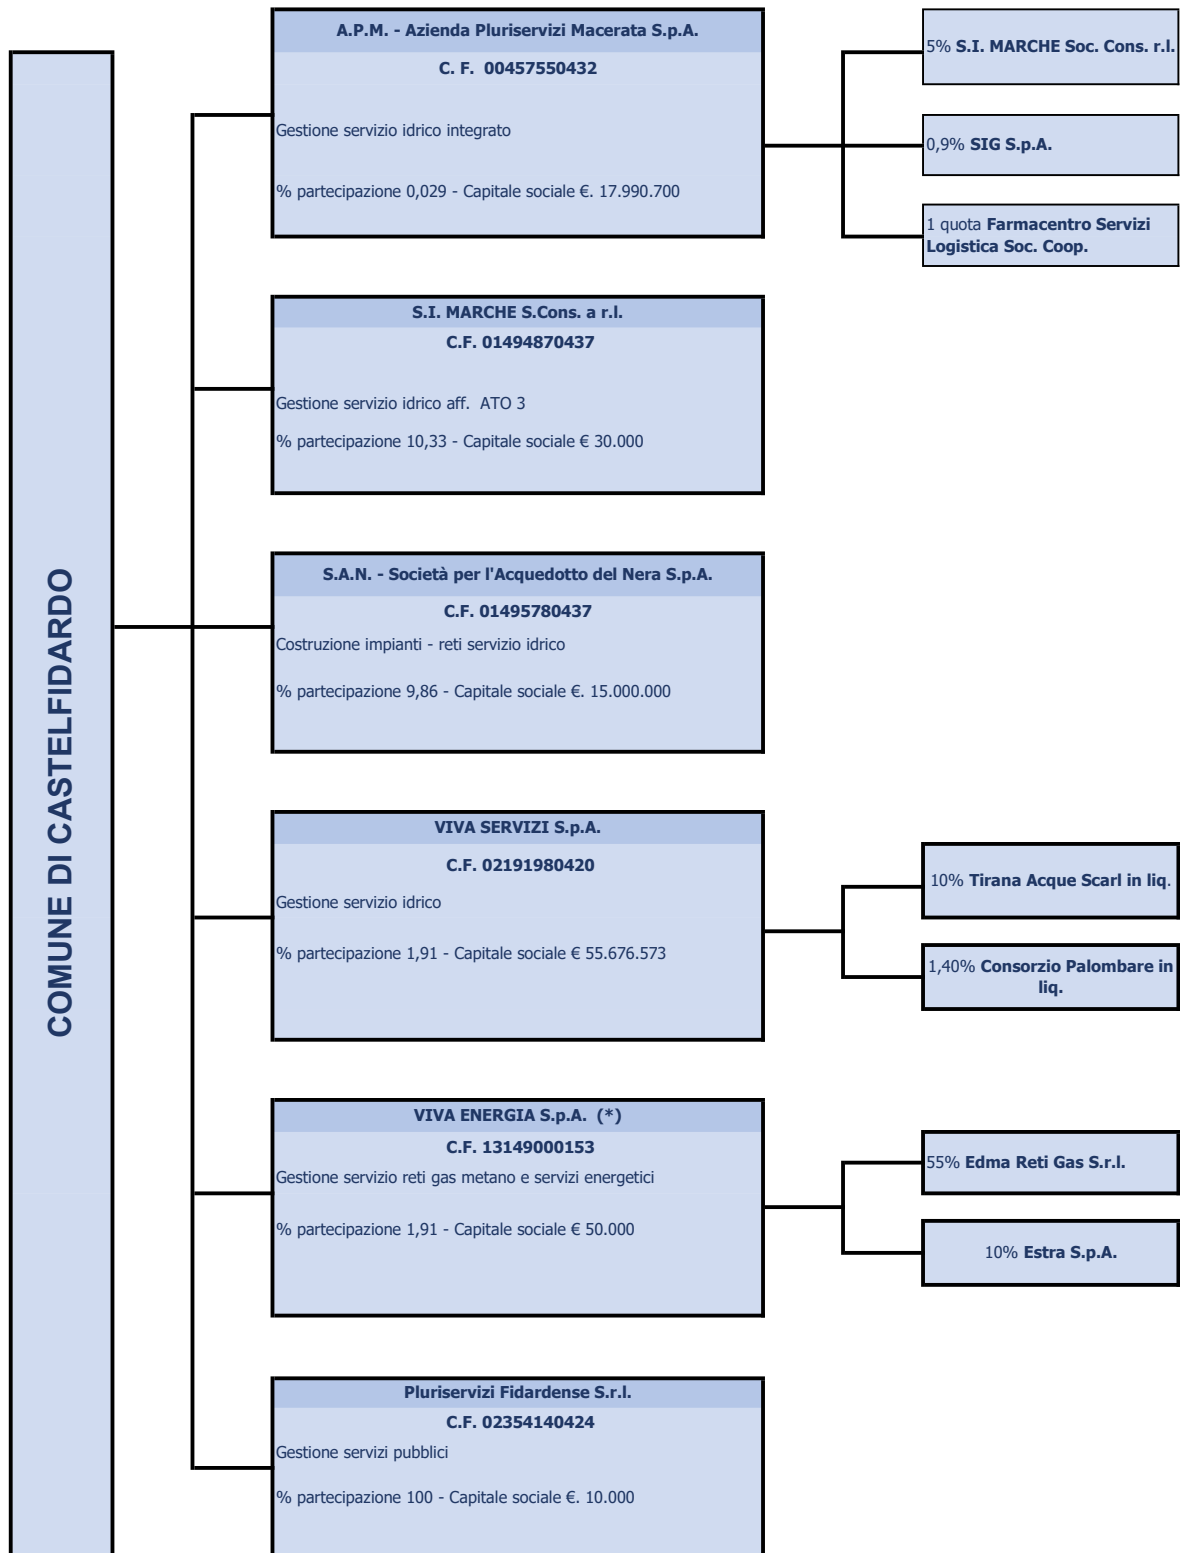 COMUNE DI CASTELFIDARDO
A.P.M. - Azienda Pluriservizi Macerata S.p.A.
C. F.  00457550432
Gestione servizio idrico integrato
% partecipazione 0,029 - Capitale sociale €. 17.990.700
5% S.I. MARCHE Soc. Cons. r.l.
0,9% SIG S.p.A.
1 quota Farmacentro Servizi
Logistica Soc. Coop.
S.I. MARCHE S.Cons. a r.l.
C.F. 01494870437
Gestione servizio idrico aff.  ATO 3
% partecipazione 10,33 - Capitale sociale € 30.000
S.A.N. - Società per l'Acquedotto del Nera S.p.A.
C.F. 01495780437
Costruzione impianti - reti servizio idrico
% partecipazione 9,86 - Capitale sociale €. 15.000.000
VIVA SERVIZI S.p.A.
C.F. 02191980420
Gestione servizio idrico
% partecipazione 1,91 - Capitale sociale € 55.676.573
10% Tirana Acque Scarl in liq.
1,40% Consorzio Palombare in
liq.
VIVA ENERGIA S.p.A.  (*)
C.F. 13149000153
Gestione servizio reti gas metano e servizi energetici
% partecipazione 1,91 - Capitale sociale € 50.000
55% Edma Reti Gas S.r.l.
10% Estra S.p.A.
Pluriservizi Fidardense S.r.l.
C.F. 02354140424
Gestione servizi pubblici
% partecipazione 100 - Capitale sociale €. 10.000